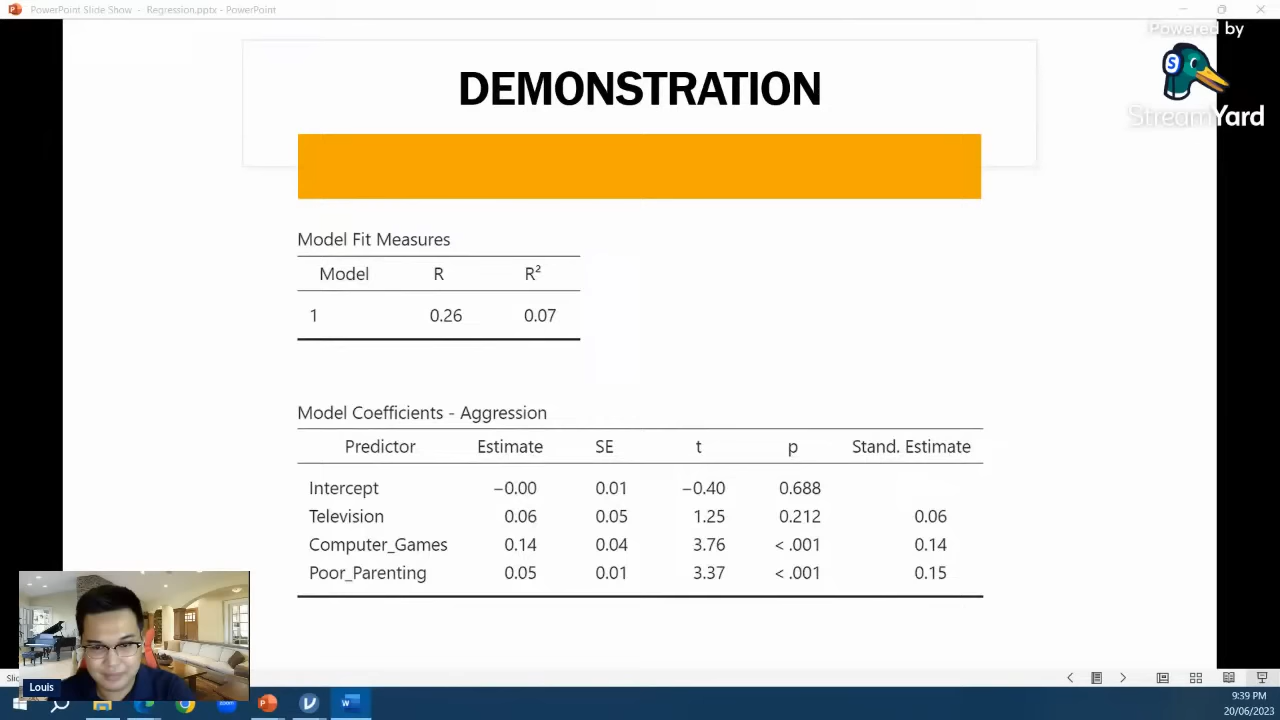 PowerPoint Slide Show - Regression.pptx - PowerPoint
Powered by
S
StreamYard
DEMONSTRATION
Model Fit Measures
Model R R²
1 0.26 0.07
Model Coefficients - Aggression
Predictor Estimate SE t p Stand. Estimate
Intercept −0.00 0.01 −0.40 0.688
Television 0.06 0.05 1.25 0.212 0.06
Computer_Games 0.14 0.04 3.76 < .001 0.14
Poor_Parenting 0.05 0.01 3.37 < .001 0.15
Louis
9:39 PM
20/06/2023